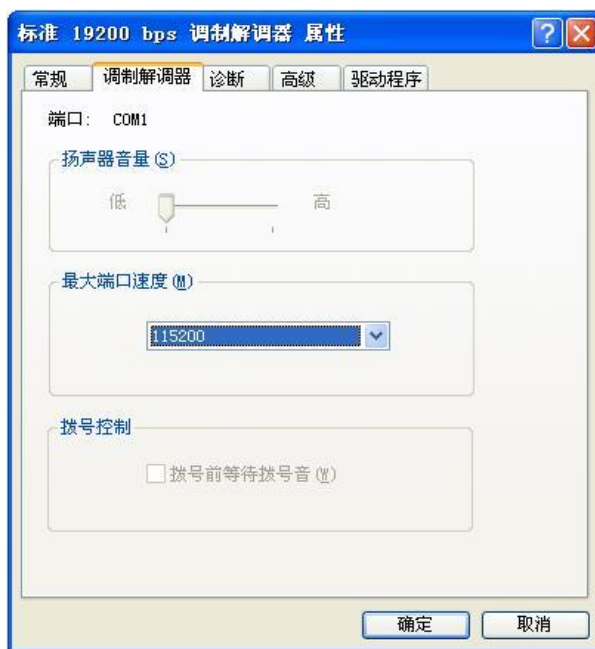 标准 19200 bps 调制解调器 属性
常规 调制解调器 诊断 高级 驱动程序
端口: COM1
扬声器音量(S)
低 高
最大端口速度(M)
115200
拨号控制
拨号前等待拨号音(W)
确定 取消